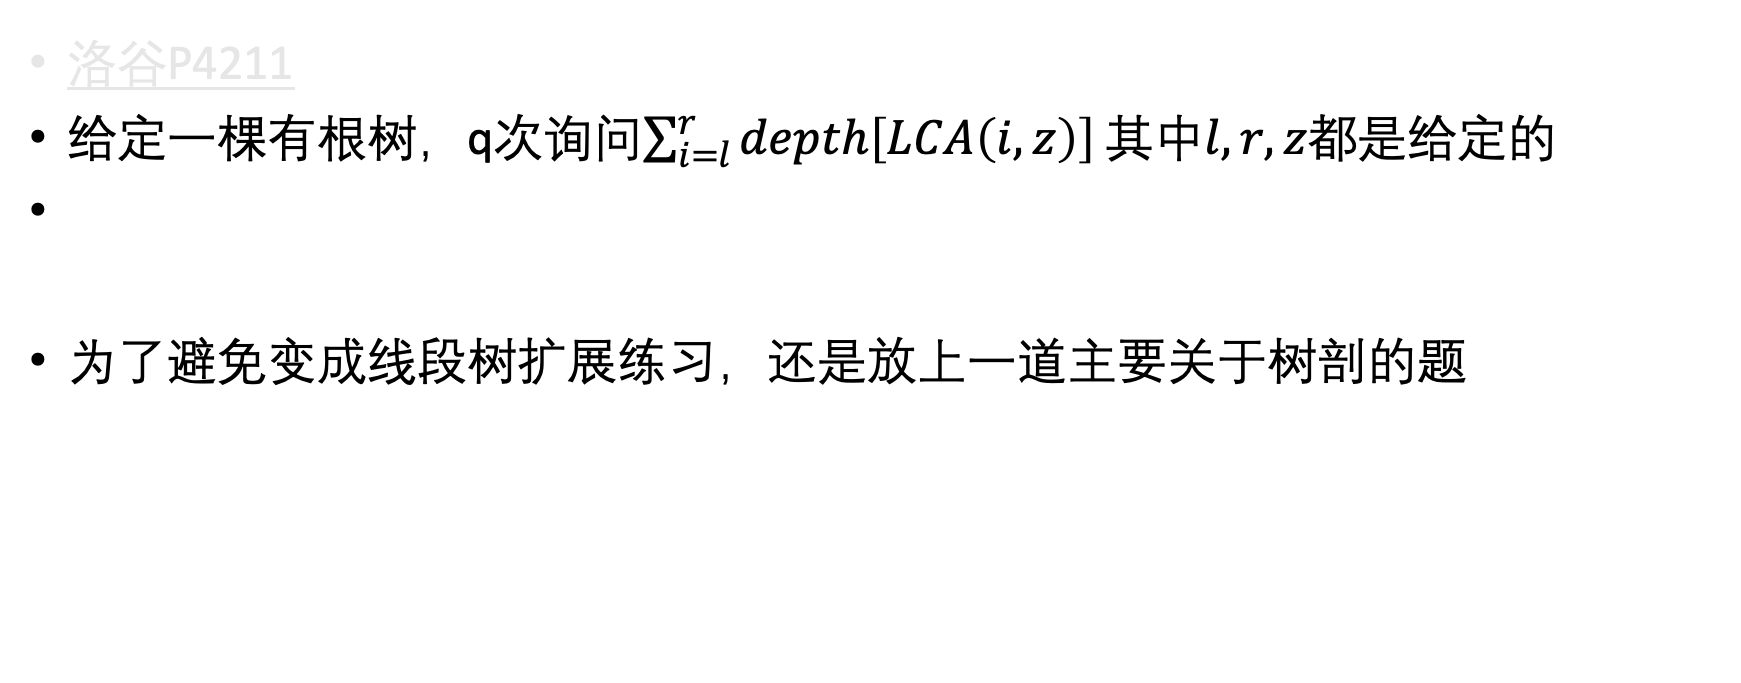 • 洛谷P4211
• 给定一棵有根树，q次询问∑_{i=l}^{r} depth[LCA(i, z)] 其中l, r, z都是给定的
•
• 为了避免变成线段树扩展练习，还是放上一道主要关于树剖的题